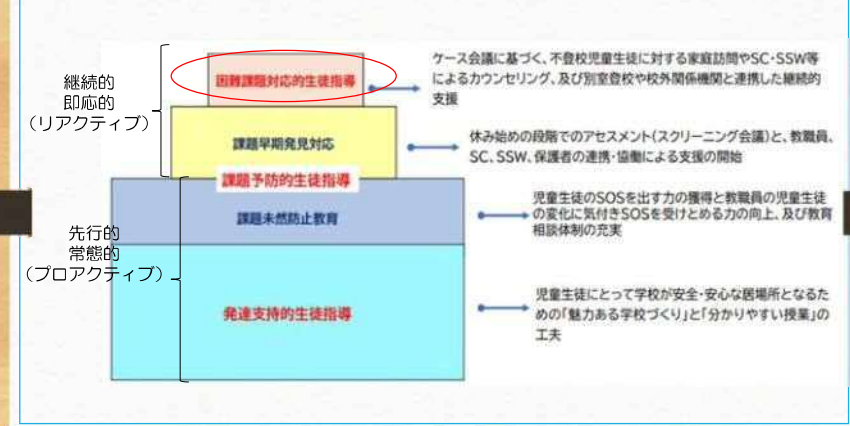 継続的
即応的
(リアクティブ)
困難課題対応的生徒指導
ケース会議に基づく、不登校児童生徒に対する家庭訪問やSC・SSW等
によるカウンセリング、及び別室登校や校外関係機関と連携した継続的
支援
課題早期発見対応
休み始めの段階でのアセスメント(スクリーニング会議)と、教職員、
SC、SSW、保護者の連携・協働による支援の開始
課題予防的生徒指導
先行的
常態的
(プロアクティブ)
課題未然防止教育
児童生徒のSOSを出す力の獲得と教職員の児童生徒
の変化に気付きSOSを受けとめる力の向上、及び教育
相談体制の充実
発達支持的生徒指導
児童生徒にとって学校が安全・安心な居場所となるた
めの「魅力ある学校づくり」と「分かりやすい授業」の
工夫